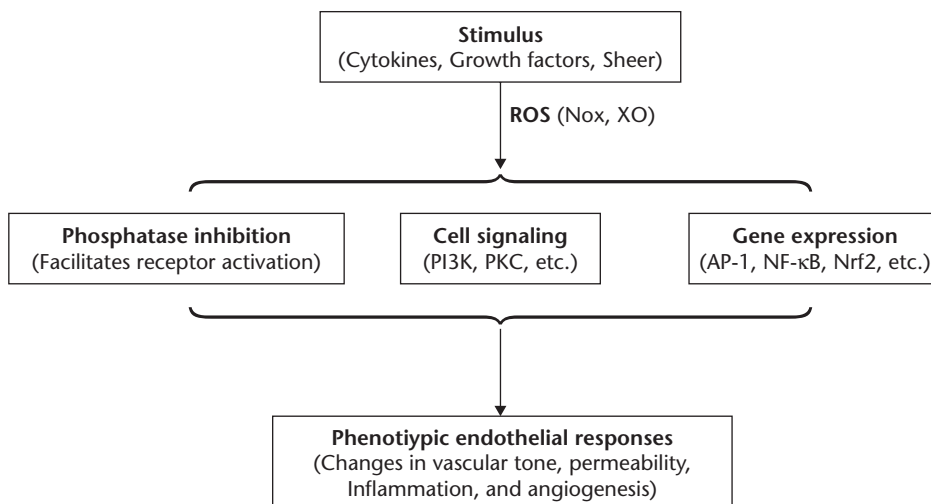 Stimulus
(Cytokines, Growth factors, Sheer)
ROS (Nox, XO)
Phosphatase inhibition
(Facilitates receptor activation)
Cell signaling
(PI3K, PKC, etc.)
Gene expression
(AP-1, NF-κB, Nrf2, etc.)
Phenotiypic endothelial responses
(Changes in vascular tone, permeability,
Inflammation, and angiogenesis)